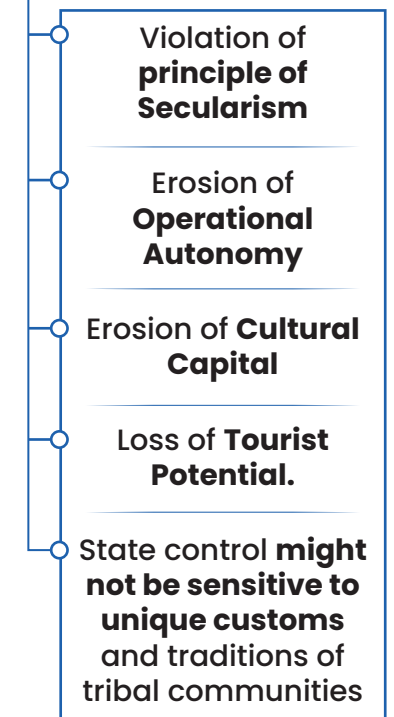 Violation of
principle of
Secularism
Erosion of
Operational
Autonomy
Erosion of Cultural
Capital
Loss of Tourist
Potential.
State control might
not be sensitive to
unique customs
and traditions of
tribal communities